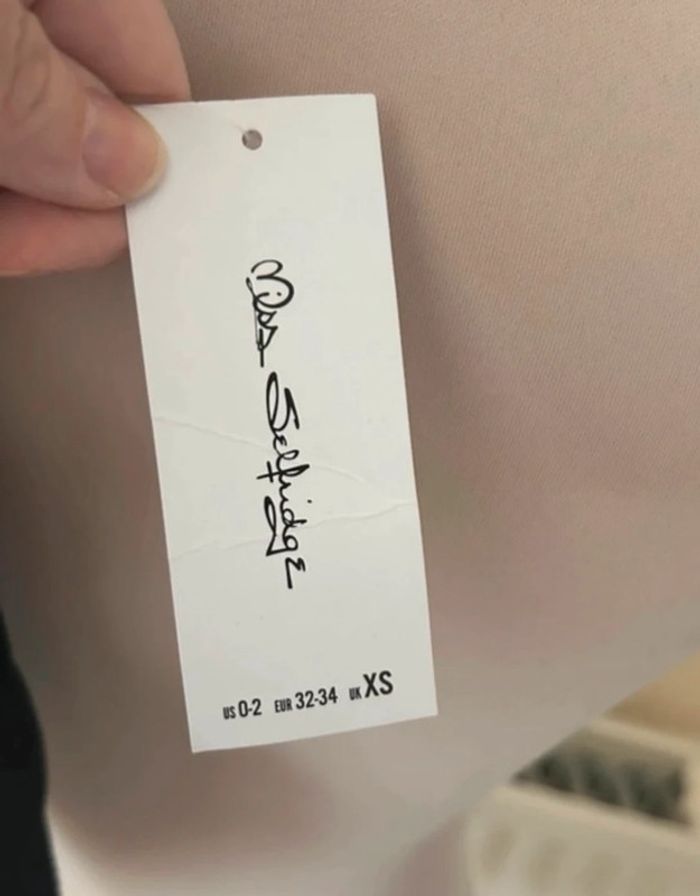 Miss Selfridge
US 0-2 EUR 32-34 UK XS